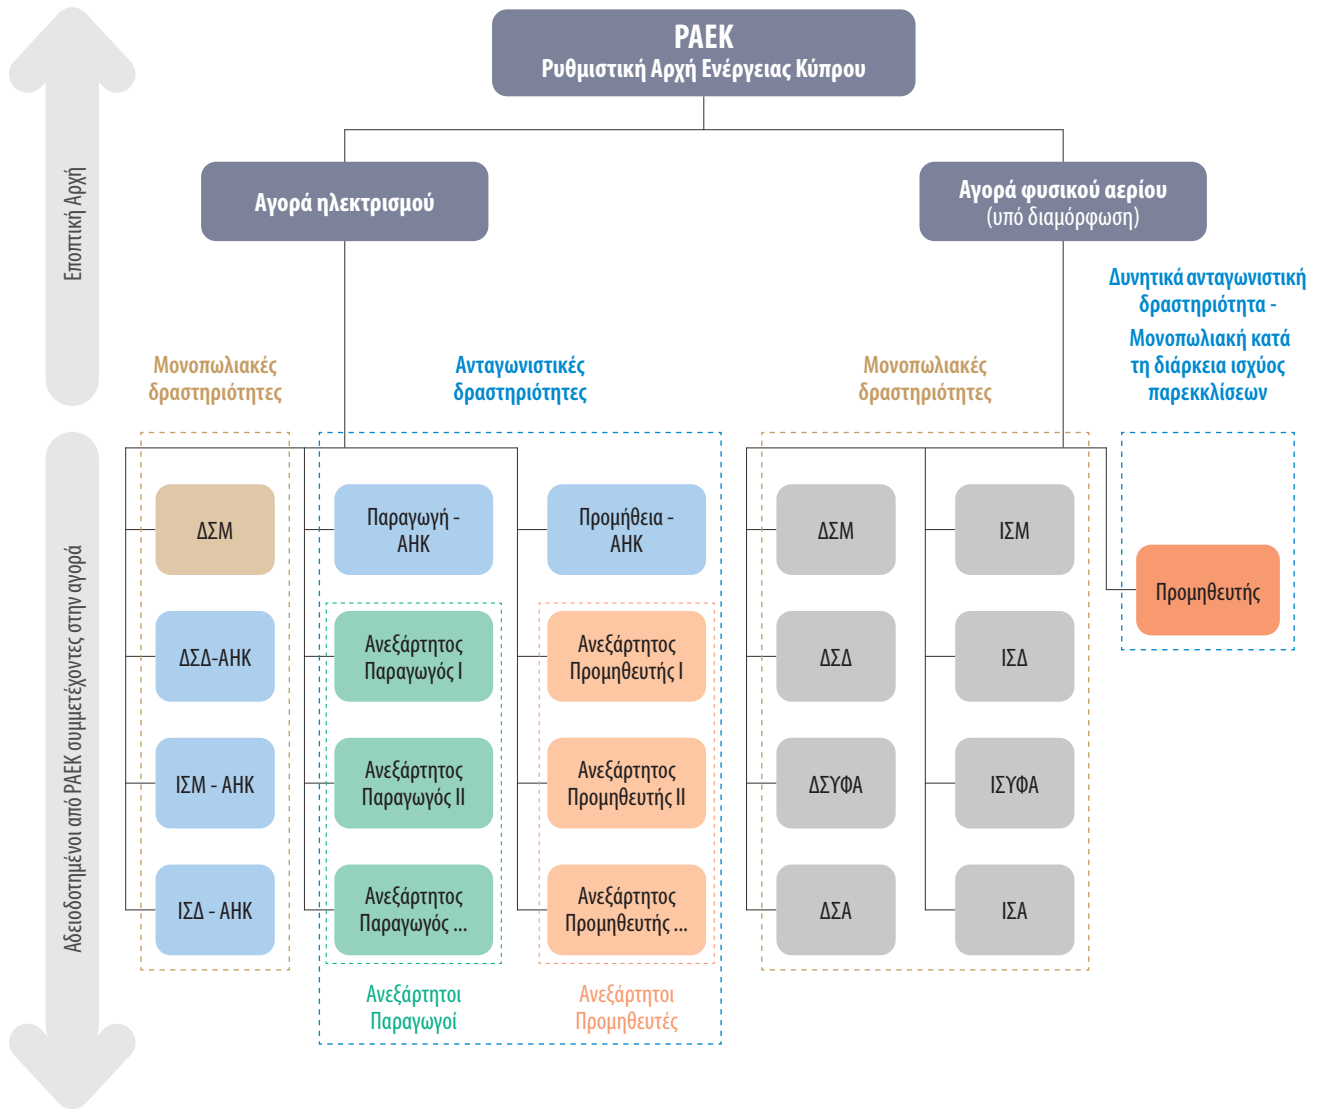 ΡΑΕΚ
Ρυθμιστική Αρχή Ενέργειας Κύπρου
Αγορά ηλεκτρισμού
Αγορά φυσικού αερίου
(υπό διαμόρφωση)
Εποπτική Αρχή
Αδειοδοτημένοι από ΡΑΕΚ συμμετέχοντες στην αγορά
Μονοπωλιακές
δραστηριότητες
Ανταγωνιστικές
δραστηριότητες
Μονοπωλιακές
δραστηριότητες
Δυνητικά ανταγωνιστική
δραστηριότητα -
Μονοπωλιακή κατά
τη διάρκεια ισχύος
παρεκκλίσεων
ΔΣΜ
ΔΣΔ-ΑΗΚ
ΙΣΜ - ΑΗΚ
ΙΣΔ - ΑΗΚ
Παραγωγή -
ΑΗΚ
Ανεξάρτητος
Παραγωγός I
Ανεξάρτητος
Παραγωγός II
Ανεξάρτητος
Παραγωγός ...
Ανεξάρτητοι
Παραγωγοί
Προμήθεια -
ΑΗΚ
Ανεξάρτητος
Προμηθευτής I
Ανεξάρτητος
Προμηθευτής II
Ανεξάρτητος
Προμηθευτής ...
Ανεξάρτητοι
Προμηθευτές
ΔΣΜ
ΔΣΔ
ΔΣΥΦΑ
ΔΣΑ
ΙΣΜ
ΙΣΔ
ΙΣΥΦΑ
ΙΣΑ
Προμηθευτής